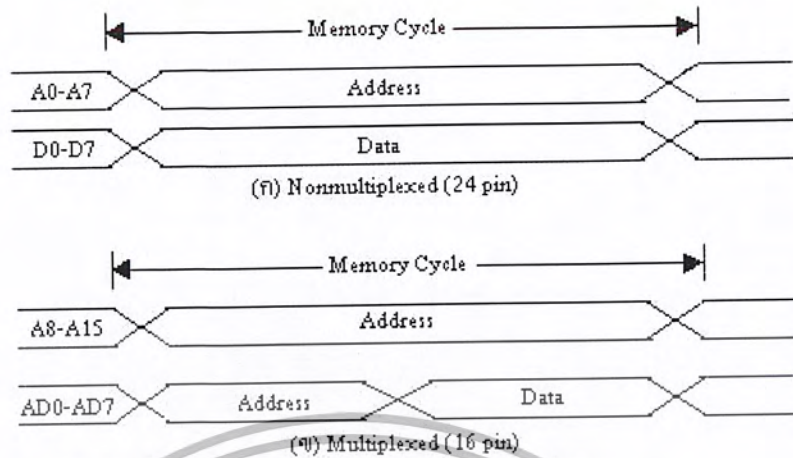 Memory Cycle
A0-A7 Address
D0-D7 Data
(ก) Nonmultiplexed (24 pin)
Memory Cycle
A8-A15 Address
AD0-AD7 Address Data
(ข) Multiplexed (16 pin)